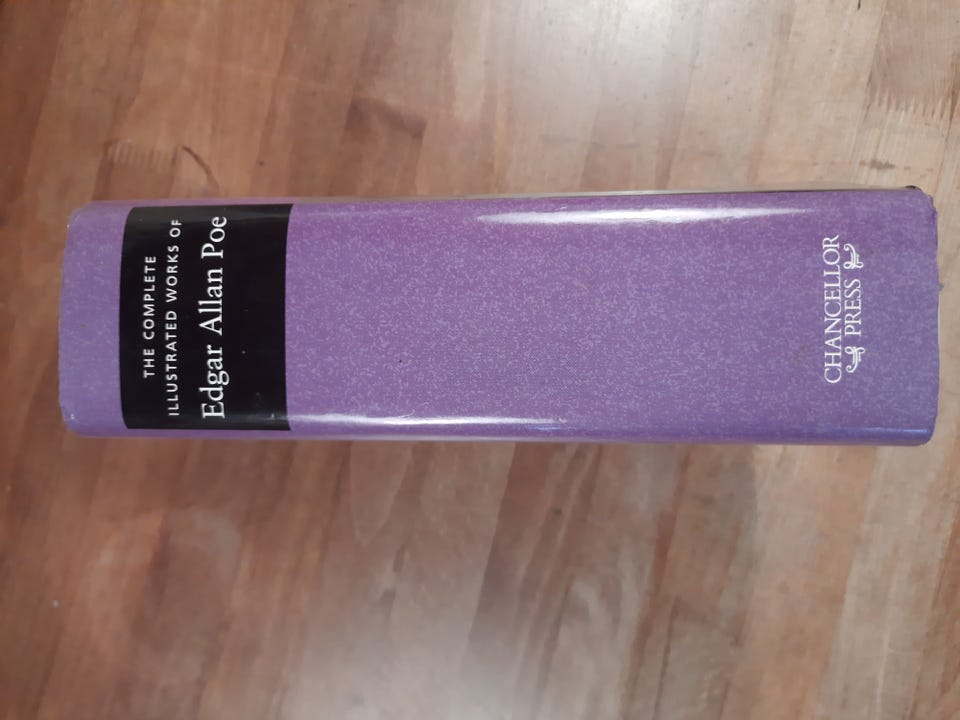 THE COMPLETE
ILLUSTRATED WORKS OF
Edgar Allan Poe
CHANCELLOR
PRESS